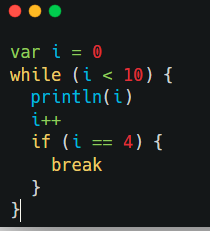 var i = 0
while (i < 10) {
  println(i)
  i++
  if (i == 4) {
    break
  }
}